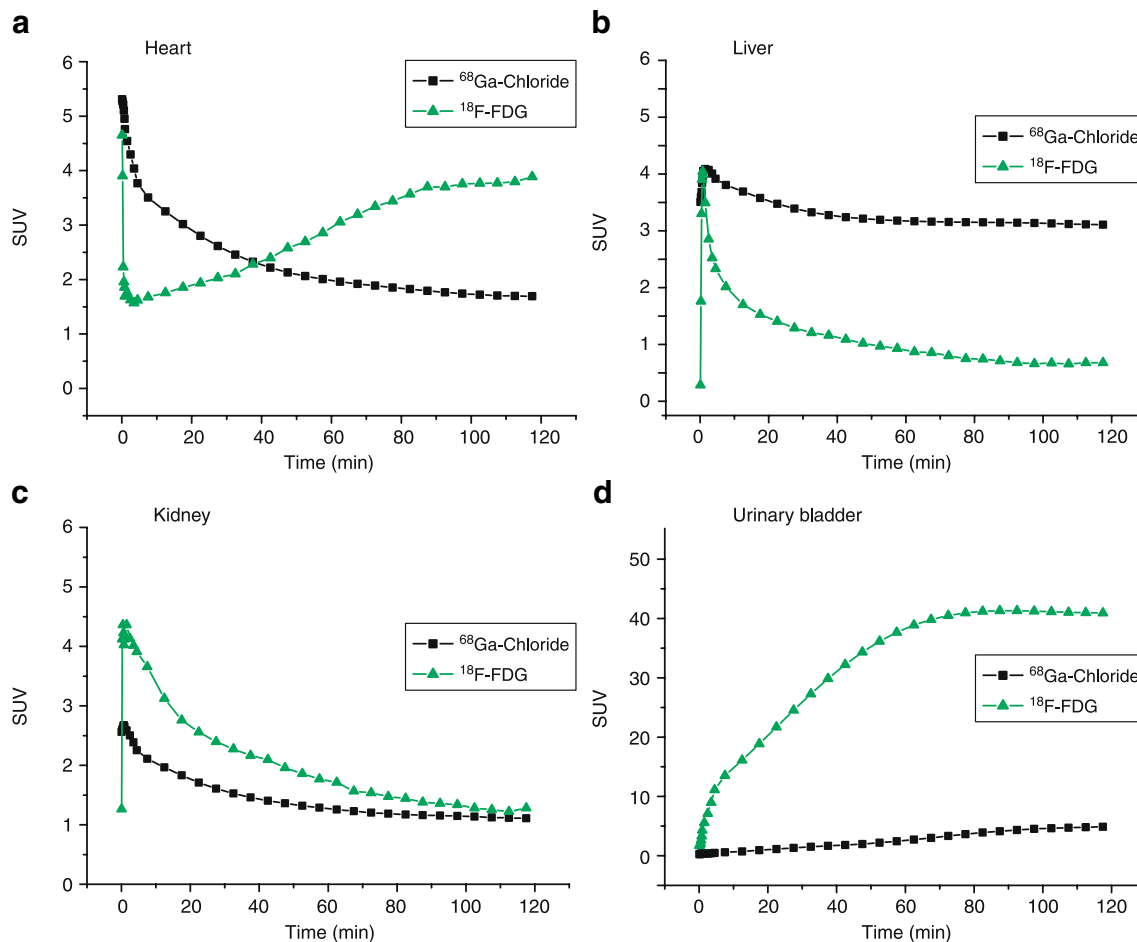 a
Heart
6
5
4
3
2
1
0
SUV
⁶⁸Ga-Chloride
¹⁸F-FDG
0 20 40 60 80 100 120
Time (min)
b
Liver
6
5
4
3
2
1
0
SUV
⁶⁸Ga-Chloride
¹⁸F-FDG
0 20 40 60 80 100 120
Time (min)
c
Kidney
6
5
4
3
2
1
0
SUV
⁶⁸Ga-Chloride
¹⁸F-FDG
0 20 40 60 80 100 120
Time (min)
d
Urinary bladder
50
40
30
20
10
0
SUV
⁶⁸Ga-Chloride
¹⁸F-FDG
0 20 40 60 80 100 120
Time (min)